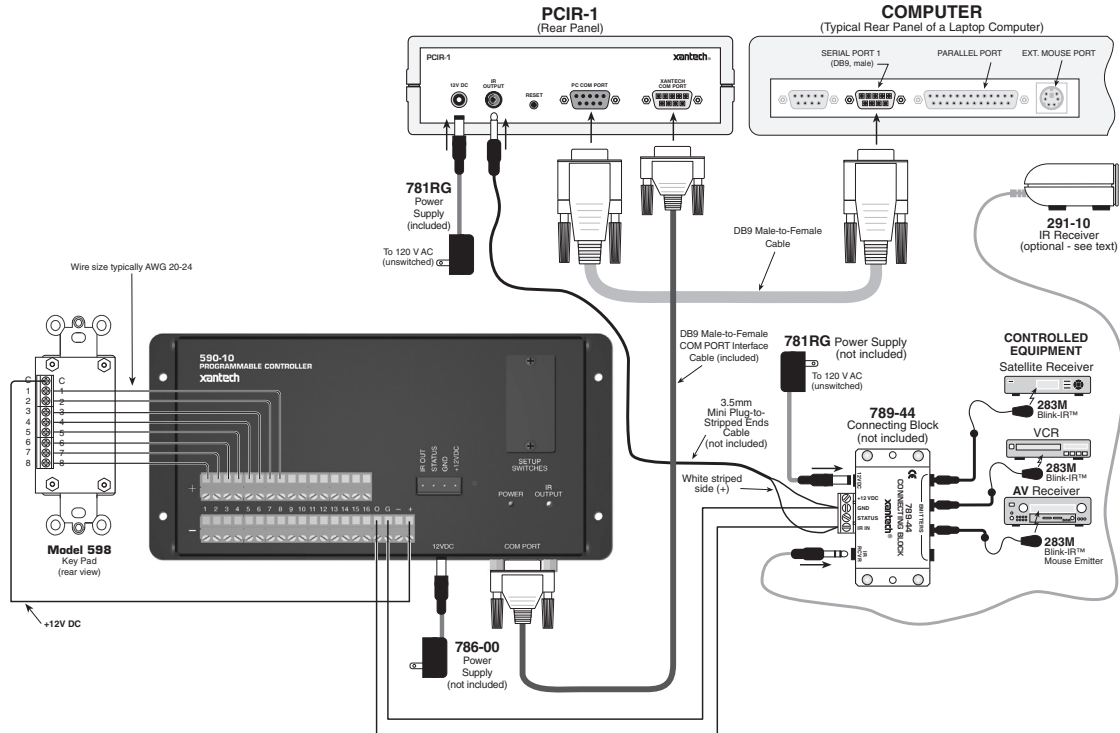 PCIR-1
(Rear Panel)
COMPUTER
(Typical Rear Panel of a Laptop Computer)
PCIR-1
xantech®
12V DC
IR
OUTPUT
RESET
PC COM PORT
XANTECH
COM PORT
SERIAL PORT 1
(DB9, male)
PARALLEL PORT
EXT. MOUSE PORT
781RG
Power
Supply
(included)
To 120 V AC
(unswitched)
DB9 Male-to-Female
Cable
291-10
IR Receiver
(optional - see text)
Wire size typically AWG 20-24
C
1
2
3
4
5
6
7
8
C
1
2
3
4
5
6
7
8
Model 598
Key Pad
(rear view)
+12V DC
590-10
PROGRAMMABLE CONTROLLER
xantech
IR OUT
STATUS
GND
+12VDC
SETUP
SWITCHES
POWER
IR
OUTPUT
+
1 2 3 4 5 6 7 8 9 10 11 12 13 14 15 16 O G − +
−
12VDC
COM PORT
786-00
Power
Supply
(not included)
DB9 Male-to-Female
COM PORT Interface
Cable (included)
781RG Power Supply
(not included)
To 120 V AC
(unswitched)
3.5mm
Mini Plug-to-
Stripped Ends
Cable
(not included)
White striped
side (+)
789-44
Connecting Block
(not included)
12VDC
CE
+12 VDC
GND
STATUS
IR IN
IR
RCVR
xantech®
789-44
CONNECTING BLOCK
EMITTERS
CONTROLLED
EQUIPMENT
Satellite Receiver
283M
Blink-IR™
VCR
283M
Blink-IR™
AV Receiver
283M
Blink-IR™
Mouse Emitter